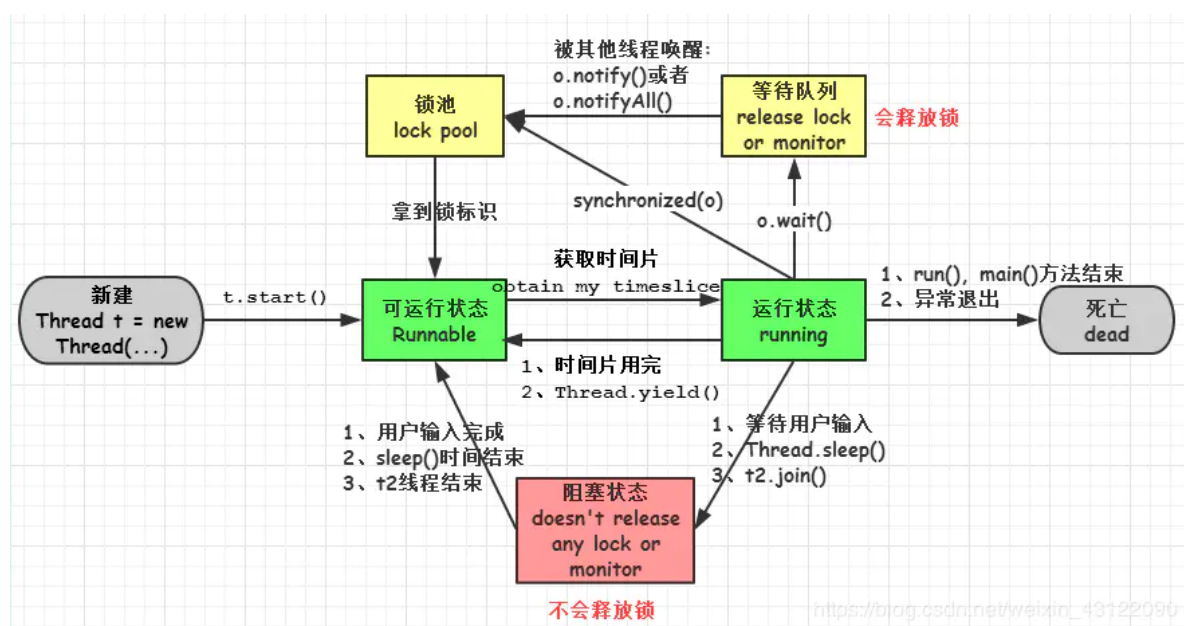 被其他线程唤醒:
o.notify()或者
o.notifyAll()
锁池
lock pool
等待队列
release lock
or monitor
会释放锁
synchronized(o)
o.wait()
拿到锁标识
获取时间片
obtain my timeslice
新建
Thread t = new
Thread(...)
t.start()
可运行状态
Runnable
运行状态
running
1、run(), main()方法结束
2、异常退出
死亡
dead
1、时间片用完
2、Thread.yield()
1、用户输入完成
2、sleep()时间结束
3、t2线程结束
1、等待用户输入
2、Thread.sleep()
3、t2.join()
阻塞状态
doesn't release
any lock or
monitor
不会释放锁
https://blog.csdn.net/weixin_43122090